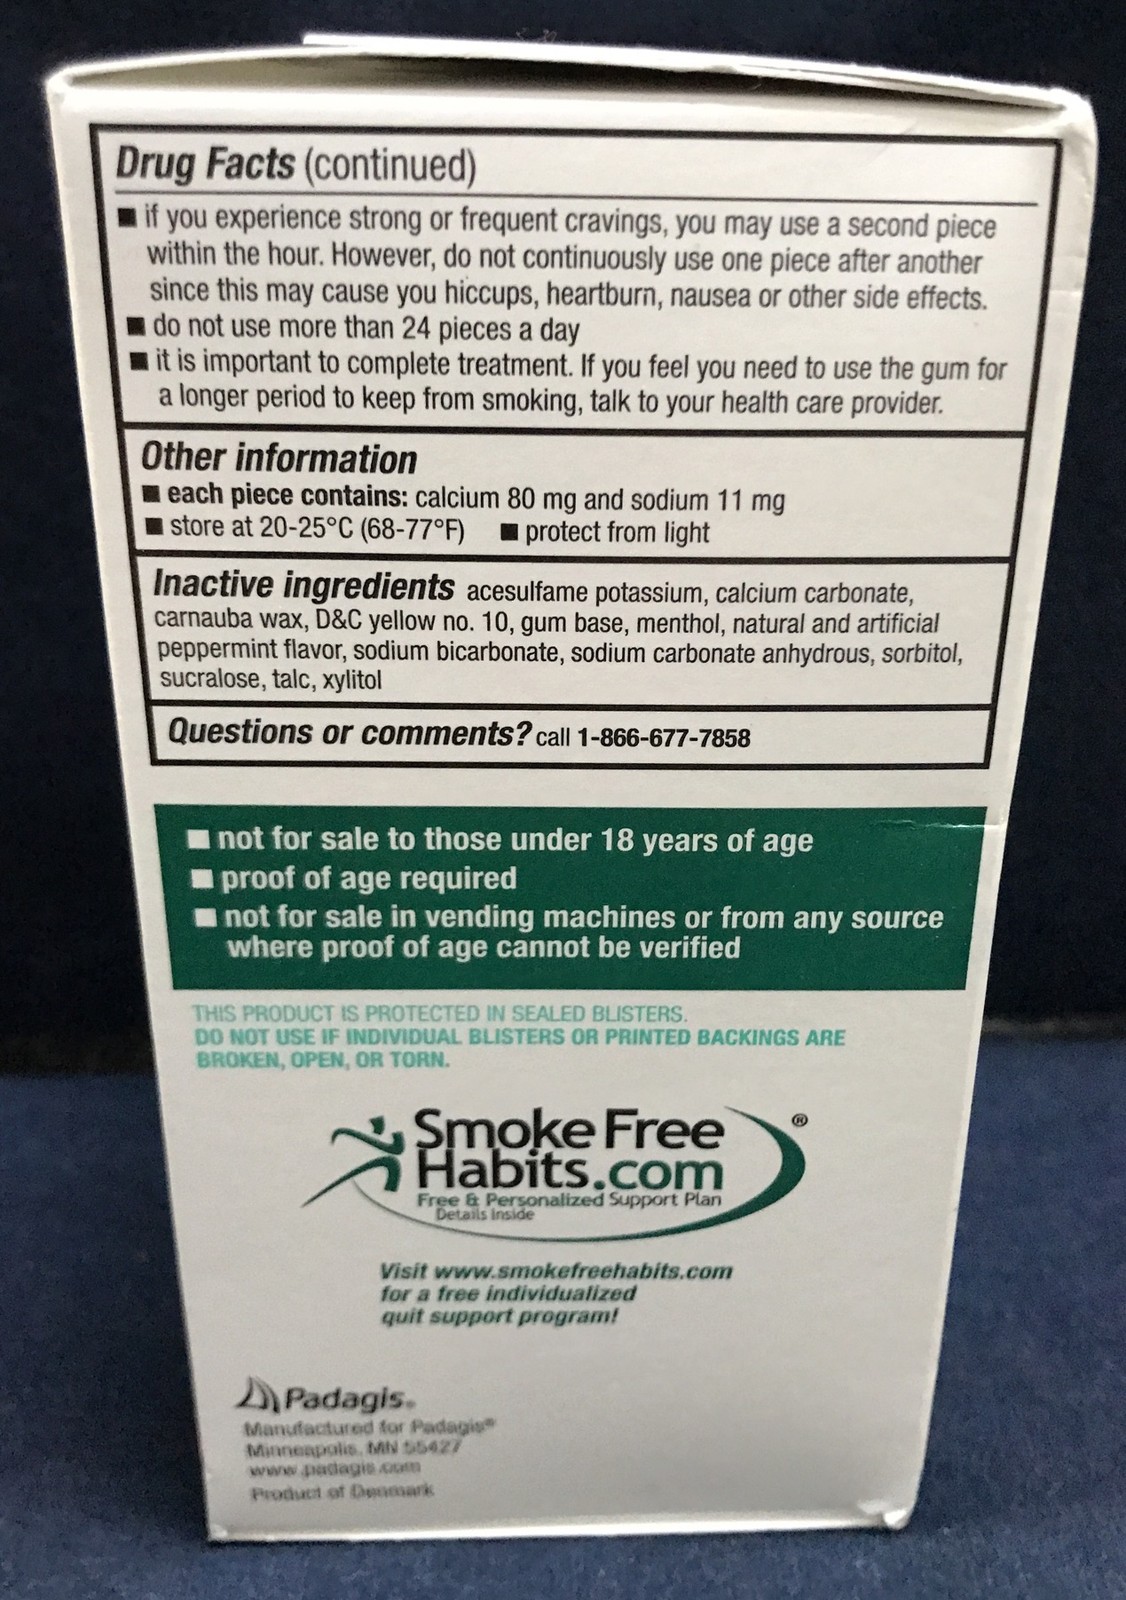 Drug Facts (continued)
■ if you experience strong or frequent cravings, you may use a second piece
within the hour. However, do not continuously use one piece after another
since this may cause you hiccups, heartburn, nausea or other side effects.
■ do not use more than 24 pieces a day
■ it is important to complete treatment. If you feel you need to use the gum for
a longer period to keep from smoking, talk to your health care provider.
Other information
■ each piece contains: calcium 80 mg and sodium 11 mg
■ store at 20-25°C (68-77°F) ■ protect from light
Inactive ingredients acesulfame potassium, calcium carbonate,
carnauba wax, D&C yellow no. 10, gum base, menthol, natural and artificial
peppermint flavor, sodium bicarbonate, sodium carbonate anhydrous, sorbitol,
sucralose, talc, xylitol
Questions or comments? call 1-866-677-7858
■ not for sale to those under 18 years of age
■ proof of age required
■ not for sale in vending machines or from any source
where proof of age cannot be verified
THIS PRODUCT IS PROTECTED IN SEALED BLISTERS.
DO NOT USE IF INDIVIDUAL BLISTERS OR PRINTED BACKINGS ARE
BROKEN, OPEN, OR TORN.
Smoke Free ®
Habits.com
Free & Personalized Support Plan
Details Inside
Visit www.smokefreehabits.com
for a free individualized
quit support program!
Padagis®
Manufactured for Padagis®
Minneapolis, MN 55427
www.padagis.com
Product of Denmark